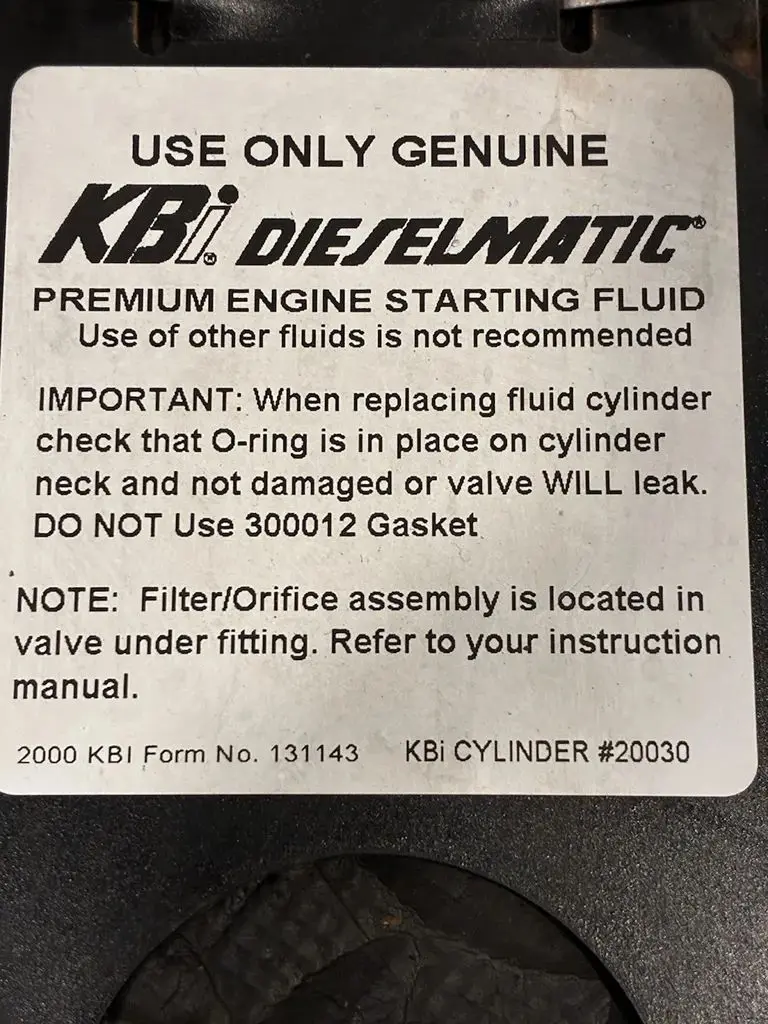 USE ONLY GENUINE
KBi® DIESELMATIC®
PREMIUM ENGINE STARTING FLUID
Use of other fluids is not recommended
IMPORTANT: When replacing fluid cylinder
check that O-ring is in place on cylinder
neck and not damaged or valve WILL leak.
DO NOT Use 300012 Gasket
NOTE: Filter/Orifice assembly is located in
valve under fitting. Refer to your instruction
manual.
2000 KBI Form No. 131143 KBi CYLINDER #20030